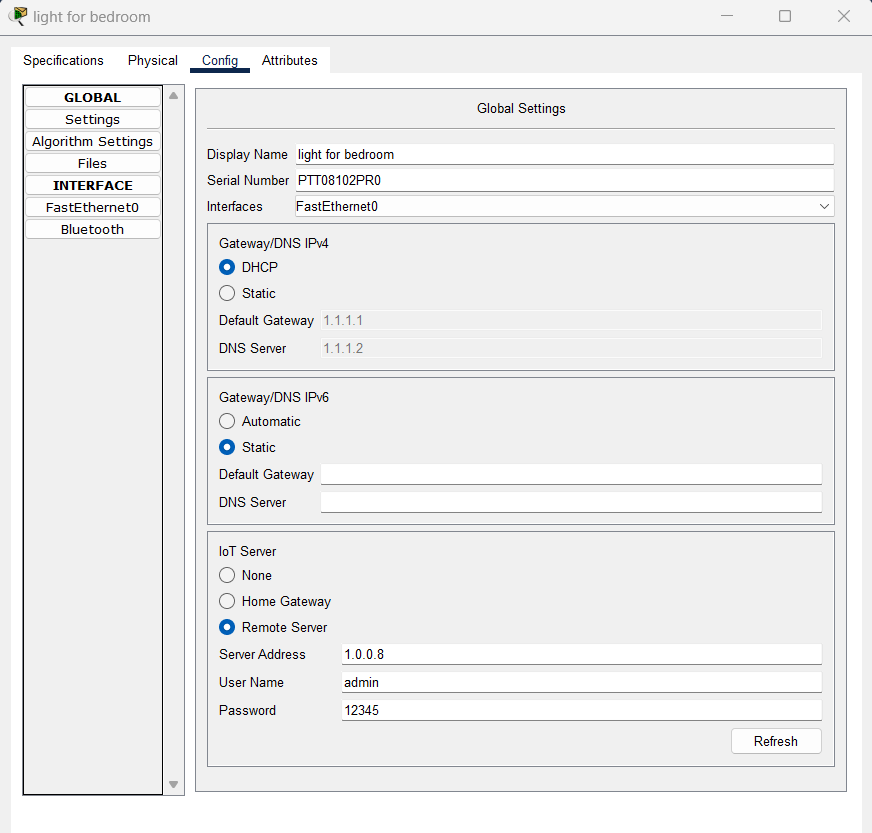 light for bedroom
Specifications Physical Config Attributes
GLOBAL
Settings
Algorithm Settings
Files
INTERFACE
FastEthernet0
Bluetooth
Global Settings
Display Name light for bedroom
Serial Number PTT08102PR0
Interfaces FastEthernet0
Gateway/DNS IPv4
DHCP
Static
Default Gateway 1.1.1.1
DNS Server 1.1.1.2
Gateway/DNS IPv6
Automatic
Static
Default Gateway
DNS Server
IoT Server
None
Home Gateway
Remote Server
Server Address 1.0.0.8
User Name admin
Password 12345
Refresh